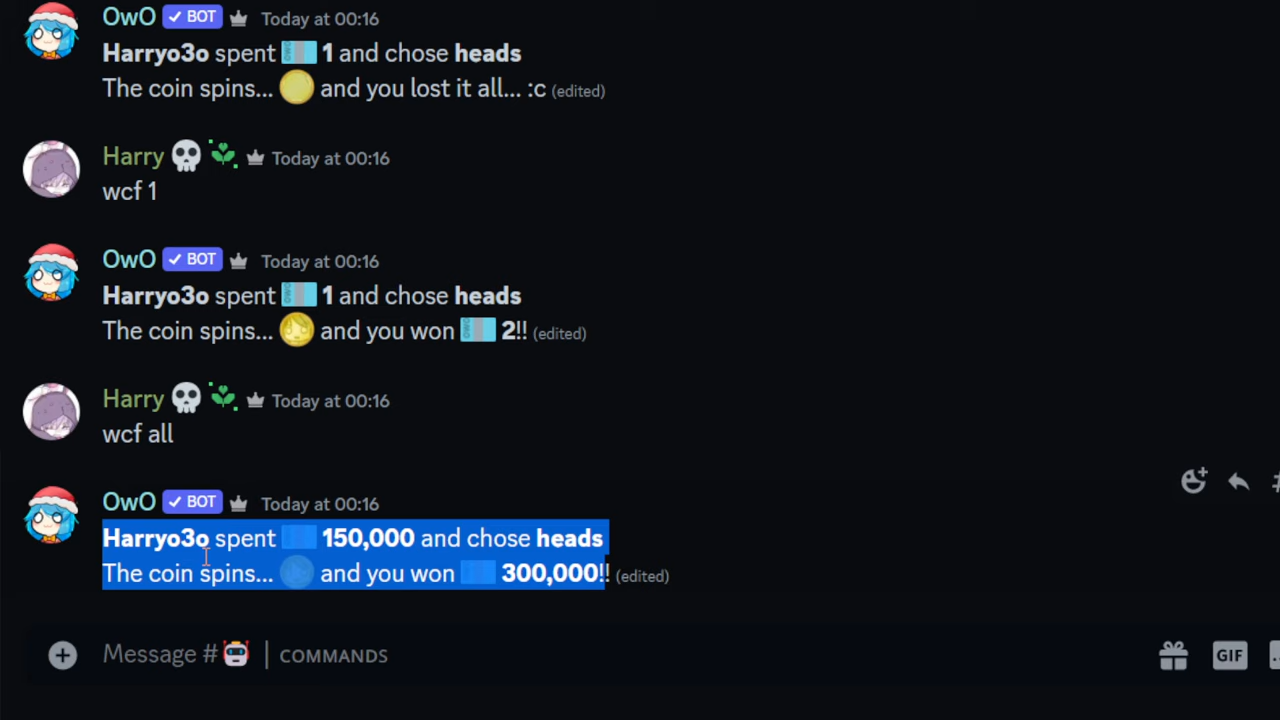 OwO ✓ BOT Today at 00:16
Harryo3o spent 1 and chose heads
The coin spins... and you lost it all... :c (edited)
Harry Today at 00:16
wcf 1
OwO ✓ BOT Today at 00:16
Harryo3o spent 1 and chose heads
The coin spins... and you won 2!! (edited)
Harry Today at 00:16
wcf all
OwO ✓ BOT Today at 00:16
Harryo3o spent 150,000 and chose heads
The coin spins... and you won 300,000!! (edited)
Message # | COMMANDS
GIF